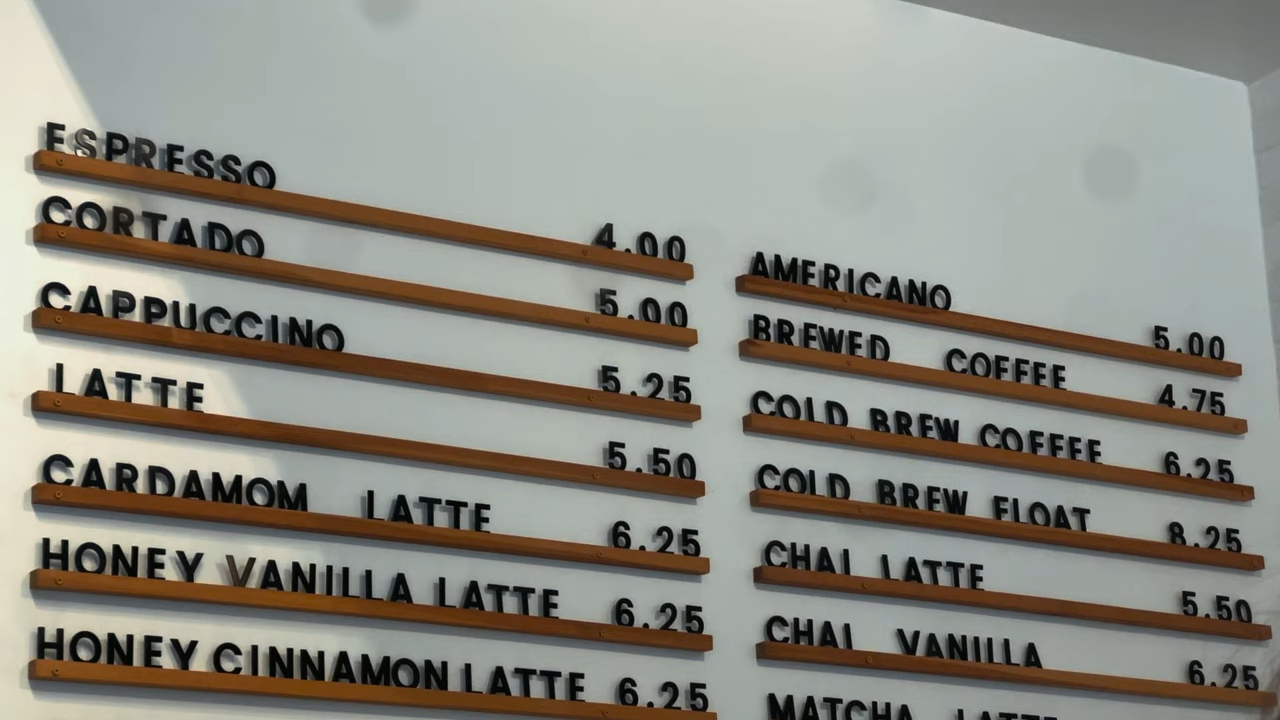 ESPRESSO 4.00
CORTADO 5.00
CAPPUCCINO 5.25
LATTE 5.50
CARDAMOM LATTE 6.25
HONEY VANILLA LATTE 6.25
HONEY CINNAMON LATTE 6.25
AMERICANO 5.00
BREWED COFFEE 4.75
COLD BREW COFFEE 6.25
COLD BREW FLOAT 8.25
CHAI LATTE 5.50
CHAI VANILLA 6.25
MATCHA LATTE